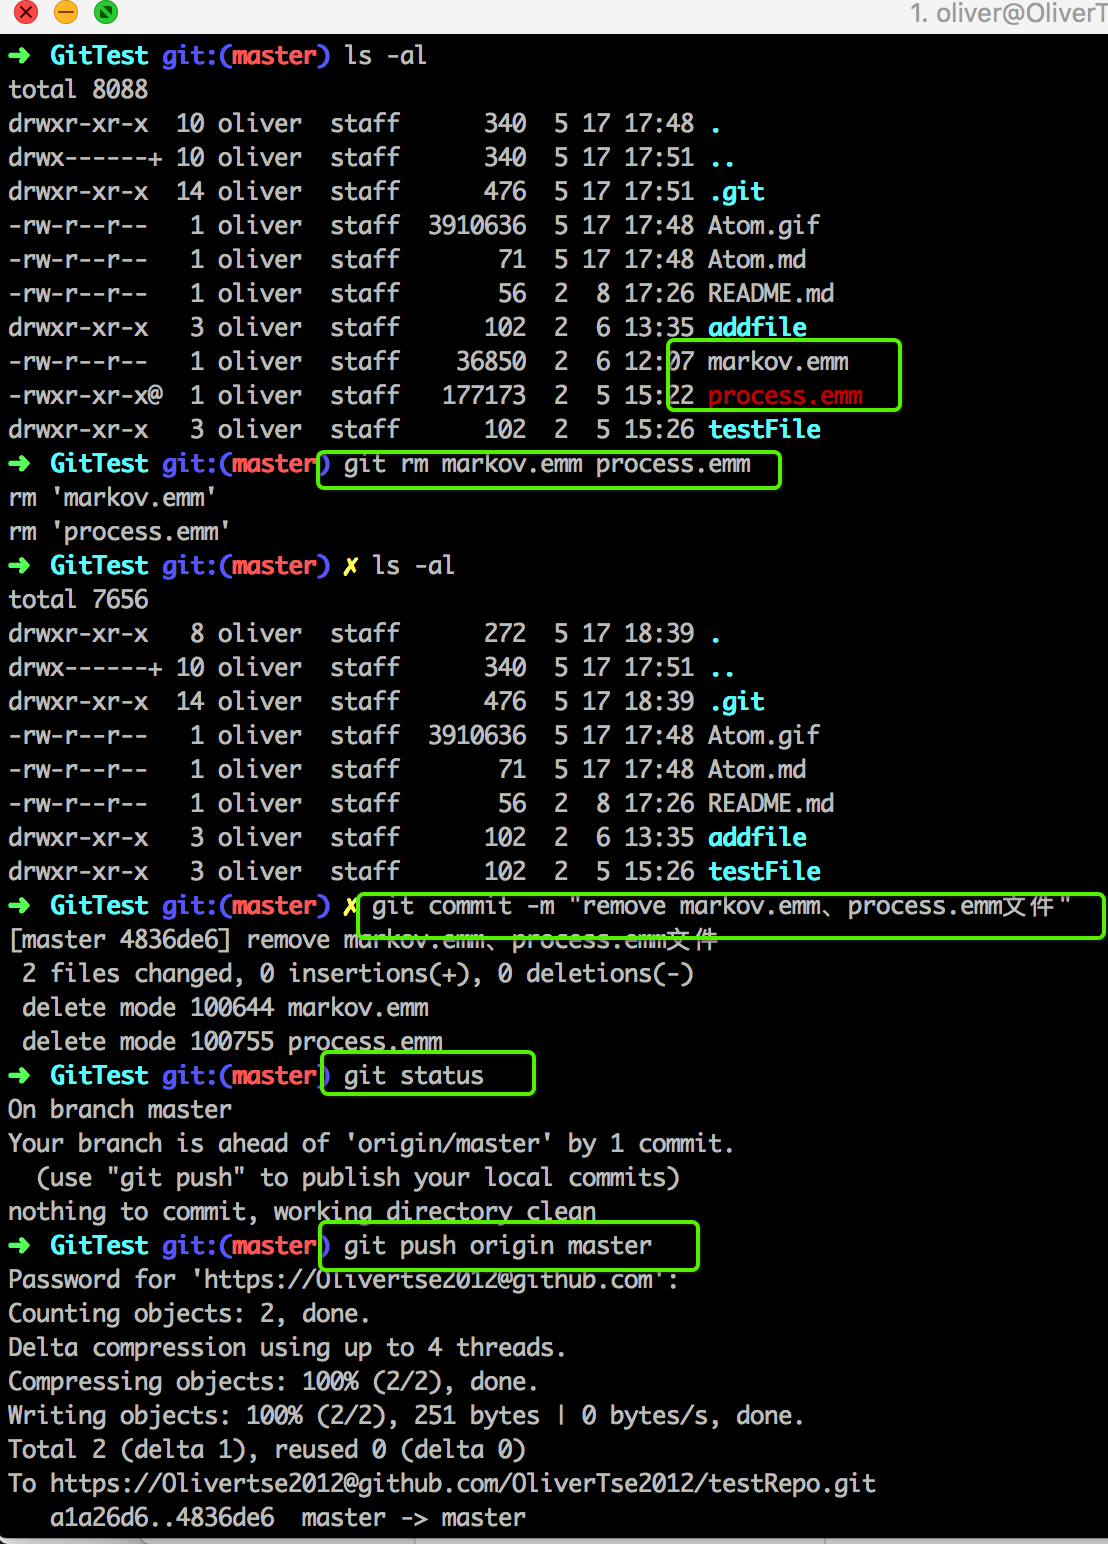 1. oliver@OliverT
➜  GitTest git:(master) ls -al
total 8088
drwxr-xr-x  10 oliver  staff      340  5 17 17:48 .
drwx------+ 10 oliver  staff      340  5 17 17:51 ..
drwxr-xr-x  14 oliver  staff      476  5 17 17:51 .git
-rw-r--r--   1 oliver  staff  3910636  5 17 17:48 Atom.gif
-rw-r--r--   1 oliver  staff       71  5 17 17:48 Atom.md
-rw-r--r--   1 oliver  staff       56  2  8 17:26 README.md
drwxr-xr-x   3 oliver  staff      102  2  6 13:35 addfile
-rw-r--r--   1 oliver  staff    36850  2  6 12:07 markov.emm
-rwxr-xr-x@  1 oliver  staff   177173  2  5 15:22 process.emm
drwxr-xr-x   3 oliver  staff      102  2  5 15:26 testFile
➜  GitTest git:(master) git rm markov.emm process.emm
rm 'markov.emm'
rm 'process.emm'
➜  GitTest git:(master) ✗ ls -al
total 7656
drwxr-xr-x   8 oliver  staff      272  5 17 18:39 .
drwx------+ 10 oliver  staff      340  5 17 17:51 ..
drwxr-xr-x  14 oliver  staff      476  5 17 18:39 .git
-rw-r--r--   1 oliver  staff  3910636  5 17 17:48 Atom.gif
-rw-r--r--   1 oliver  staff       71  5 17 17:48 Atom.md
-rw-r--r--   1 oliver  staff       56  2  8 17:26 README.md
drwxr-xr-x   3 oliver  staff      102  2  6 13:35 addfile
drwxr-xr-x   3 oliver  staff      102  2  5 15:26 testFile
➜  GitTest git:(master) ✗ git commit -m "remove markov.emm、process.emm文件"
[master 4836de6] remove markov.emm、process.emm文件
 2 files changed, 0 insertions(+), 0 deletions(-)
 delete mode 100644 markov.emm
 delete mode 100755 process.emm
➜  GitTest git:(master) git status
On branch master
Your branch is ahead of 'origin/master' by 1 commit.
  (use "git push" to publish your local commits)
nothing to commit, working directory clean
➜  GitTest git:(master) git push origin master
Password for 'https://Olivertse2012@github.com':
Counting objects: 2, done.
Delta compression using up to 4 threads.
Compressing objects: 100% (2/2), done.
Writing objects: 100% (2/2), 251 bytes | 0 bytes/s, done.
Total 2 (delta 1), reused 0 (delta 0)
To https://Olivertse2012@github.com/OliverTse2012/testRepo.git
   a1a26d6..4836de6  master -> master